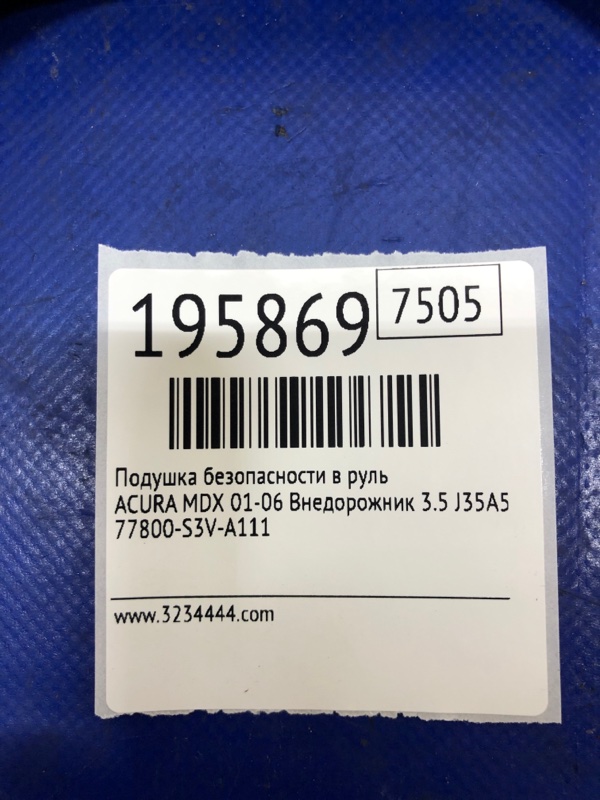 195869 7505
Подушка безопасности в руль
ACURA MDX 01-06 Внедорожник 3.5 J35A5
77800-S3V-A111
www.3234444.com